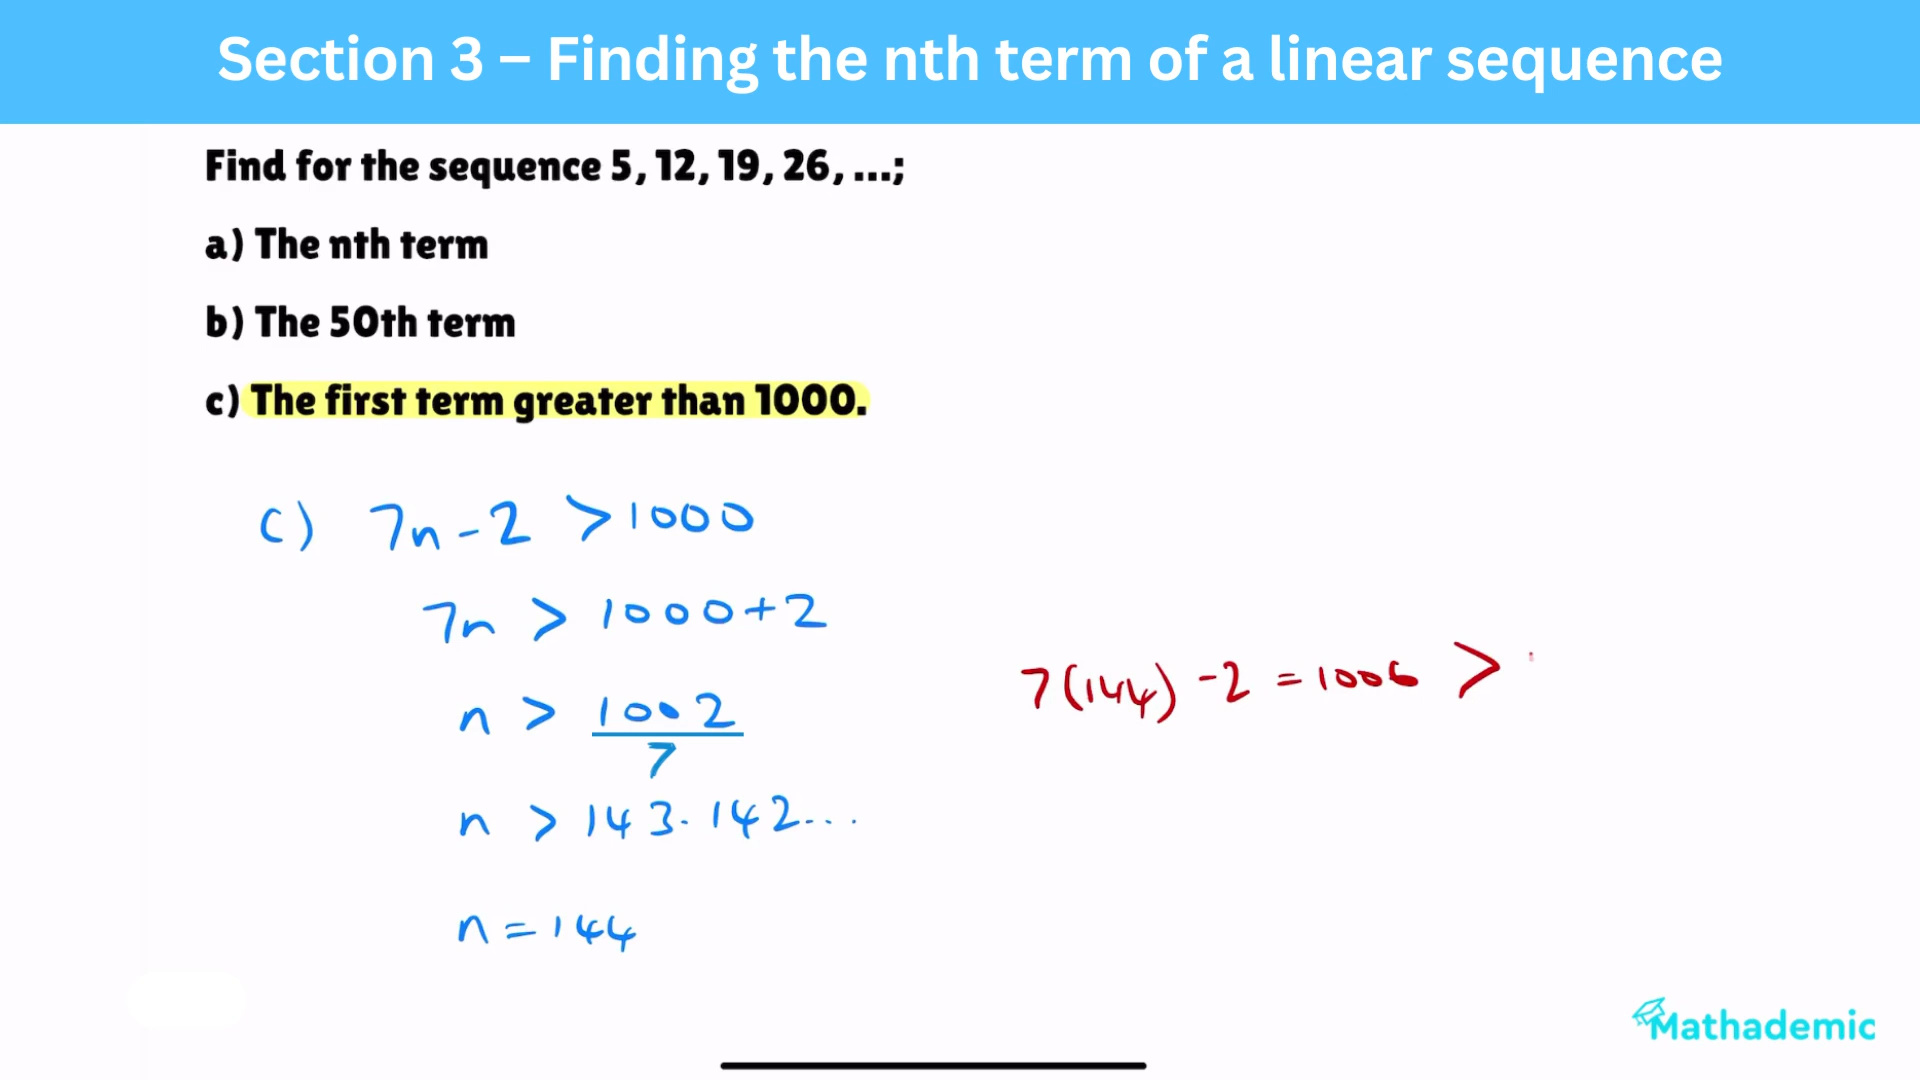 Section 3 – Finding the nth term of a linear sequence
Find for the sequence 5, 12, 19, 26, ...;
a) The nth term
b) The 50th term
c) The first term greater than 1000.
c) 7n - 2 > 1000
7n > 1000 + 2
7(144) - 2 = 1006 >
n > 1002
7
n > 143.142...
n = 144
Mathademic